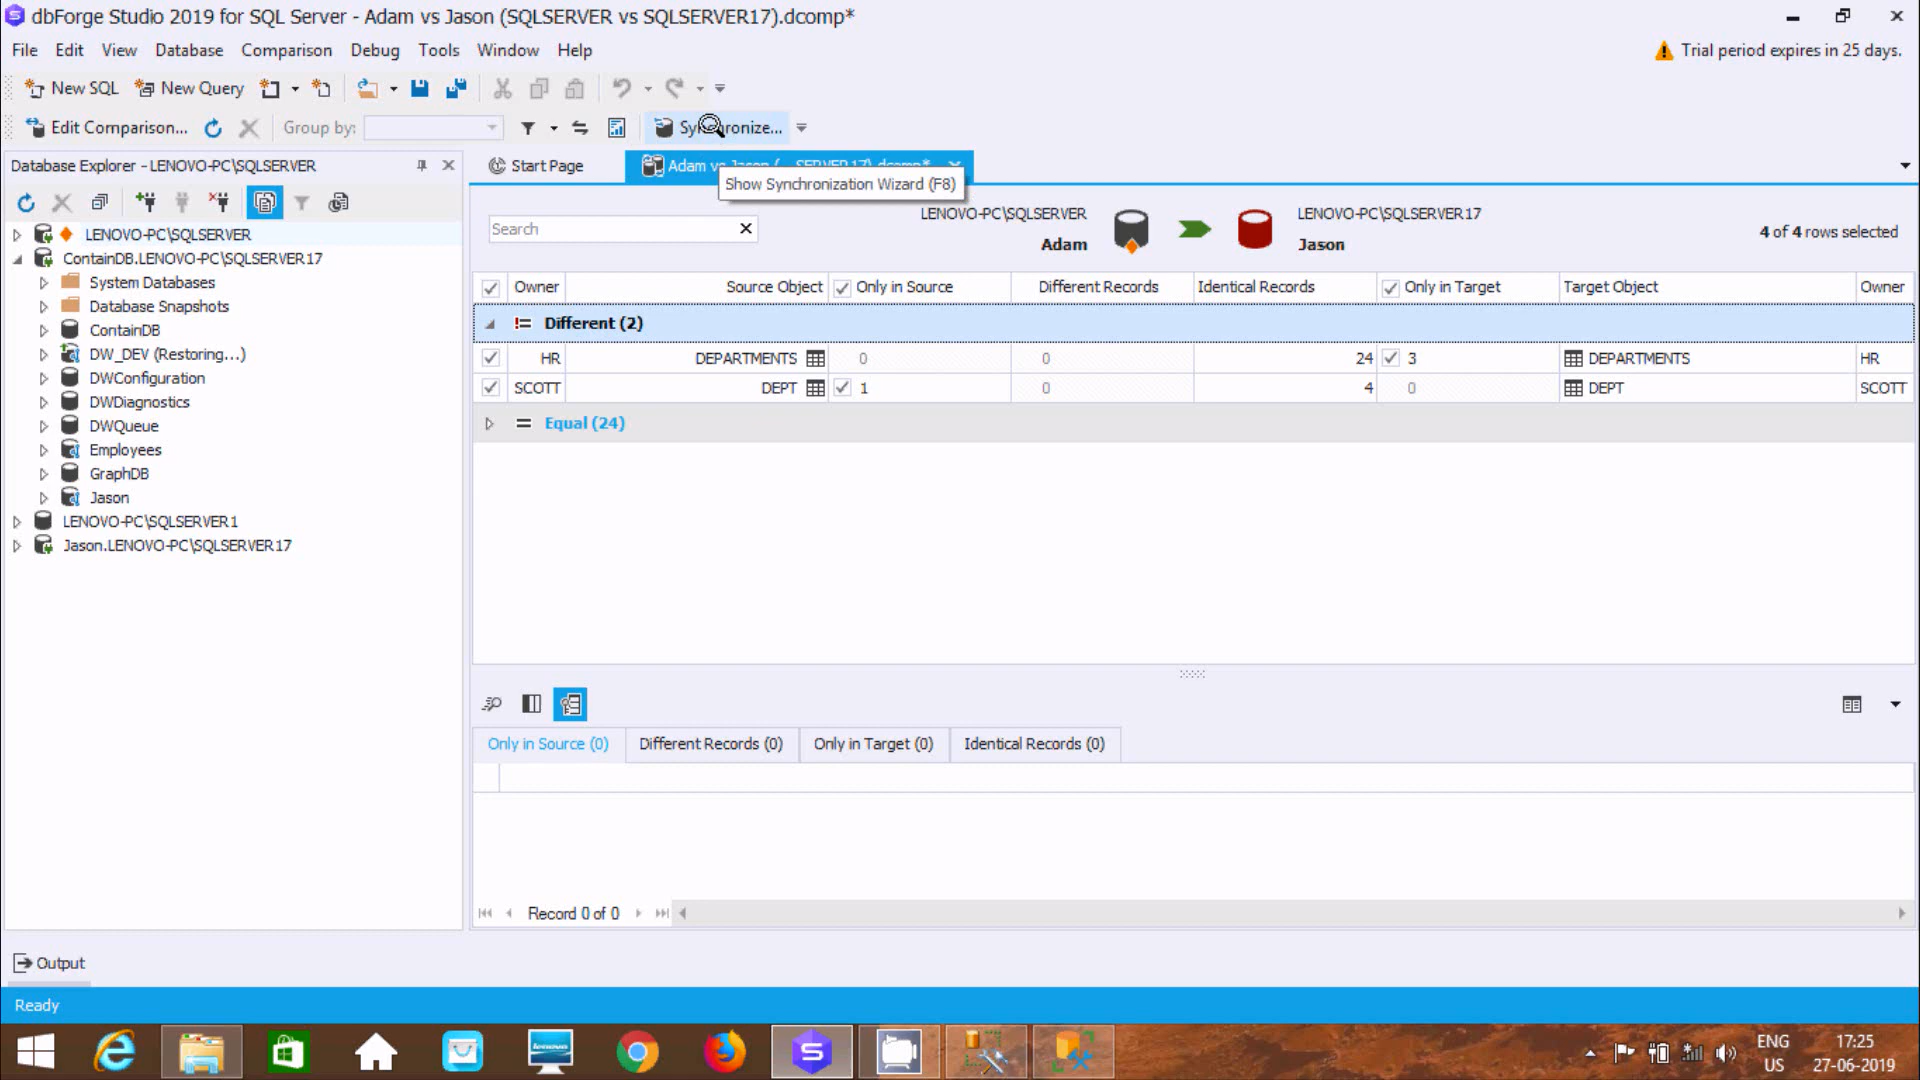 dbForge Studio 2019 for SQL Server - Adam vs Jason (SQLSERVER vs SQLSERVER17).dcomp*
File Edit View Database Comparison Debug Tools Window Help
Trial period expires in 25 days.
New SQL New Query
Edit Comparison... Group by: Synchronize...
Database Explorer - LENOVO-PC\SQLSERVER
Start Page
Adam vs Jason (... SERVER17).dcomp*
Show Synchronization Wizard (F8)
Search
LENOVO-PC\SQLSERVER
Adam
LENOVO-PC\SQLSERVER17
Jason
4 of 4 rows selected
LENOVO-PC\SQLSERVER
ContainDB.LENOVO-PC\SQLSERVER17
System Databases
Database Snapshots
ContainDB
DW_DEV (Restoring...)
DWConfiguration
DWDiagnostics
DWQueue
Employees
GraphDB
Jason
LENOVO-PC\SQLSERVER1
Jason.LENOVO-PC\SQLSERVER17
Owner Source Object Only in Source Different Records Identical Records Only in Target Target Object Owner
Different (2)
HR DEPARTMENTS 0 0 24 3 DEPARTMENTS HR
SCOTT DEPT 1 0 4 0 DEPT SCOTT
Equal (24)
Only in Source (0) Different Records (0) Only in Target (0) Identical Records (0)
Record 0 of 0
Output
Ready
ENG
US
17:25
27-06-2019